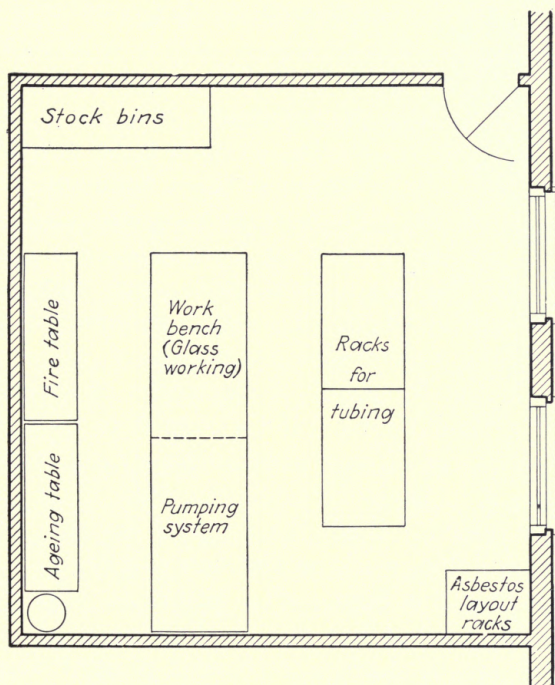 Stock bins
Fire table
Work
bench
(Glass
working)
Racks
for
tubing
Ageing table
Pumping
system
Asbestos
layout
racks